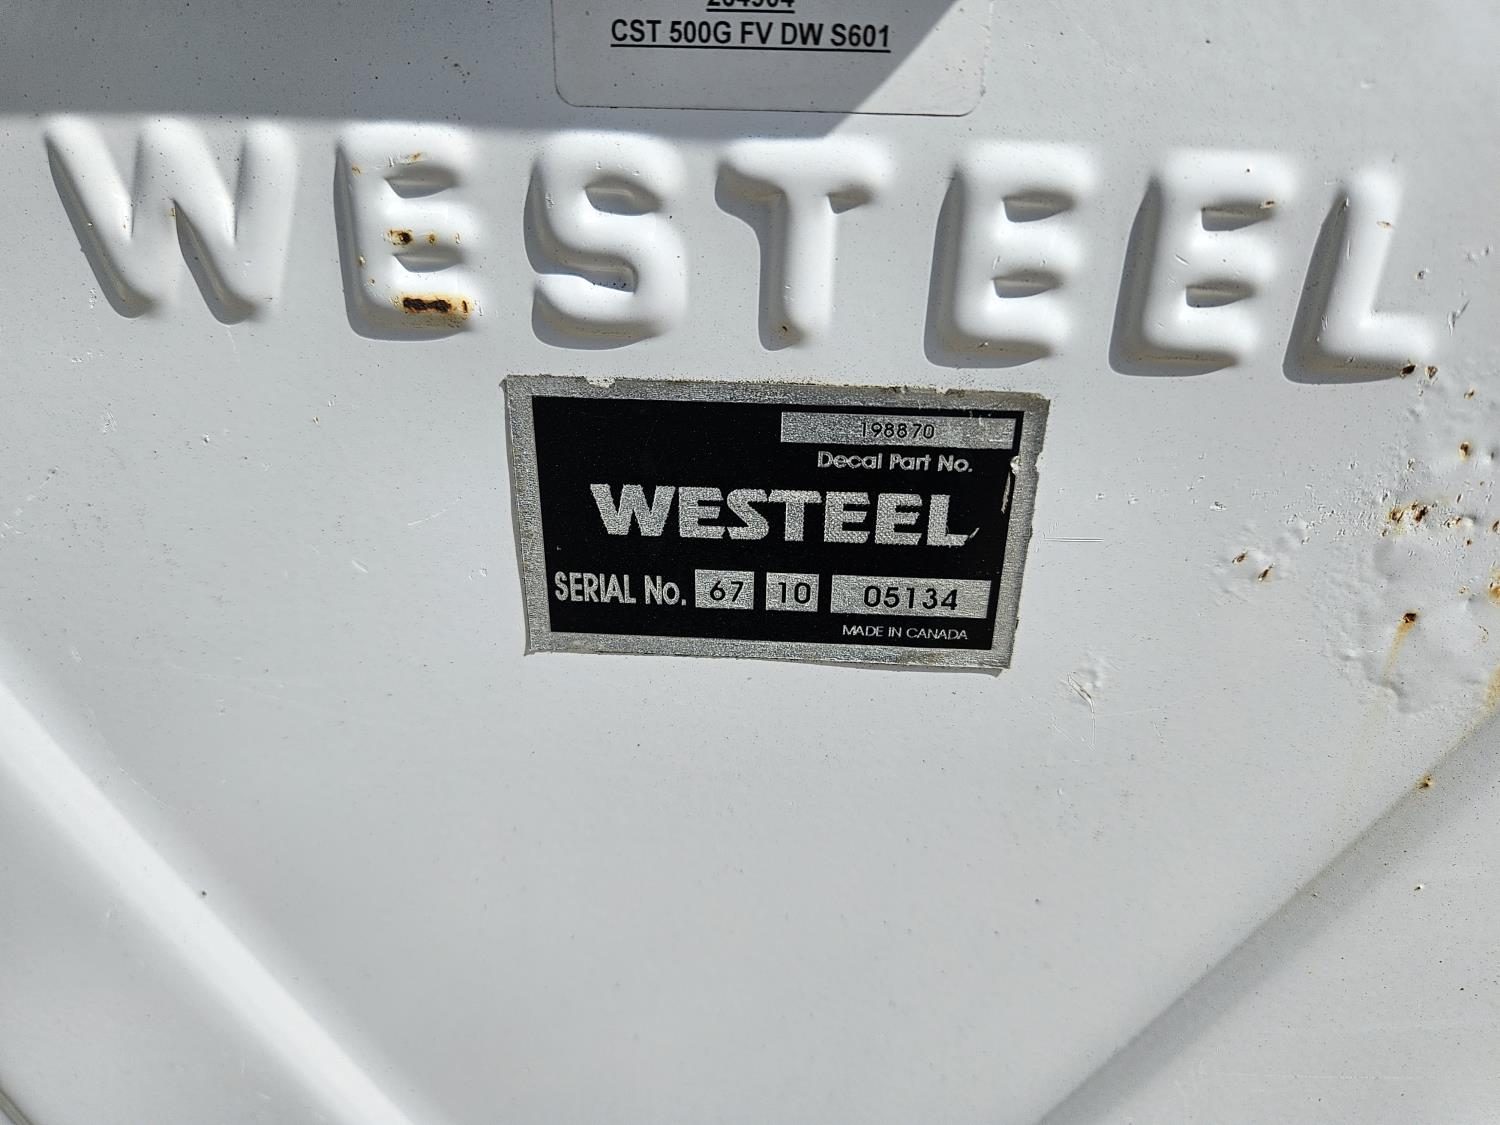 CST 500G FV DW S601
WESTEEL
198870
Decal Part No.
WESTEEL
SERIAL No. 67 10 05134
MADE IN CANADA